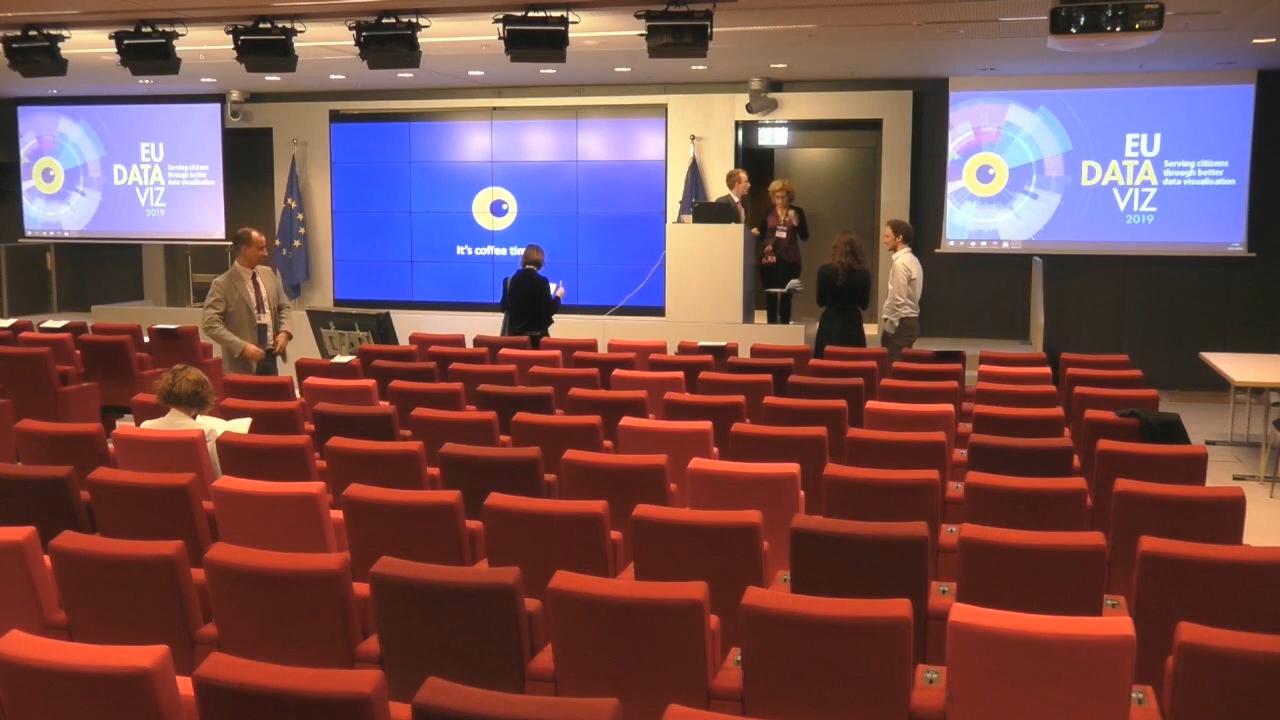 EU
DATA
VIZ
2019
Serving citizens
through better
data visualisation
It's coffee tim
EU
DATA
VIZ
2019
Serving citizens
through better
data visualisation